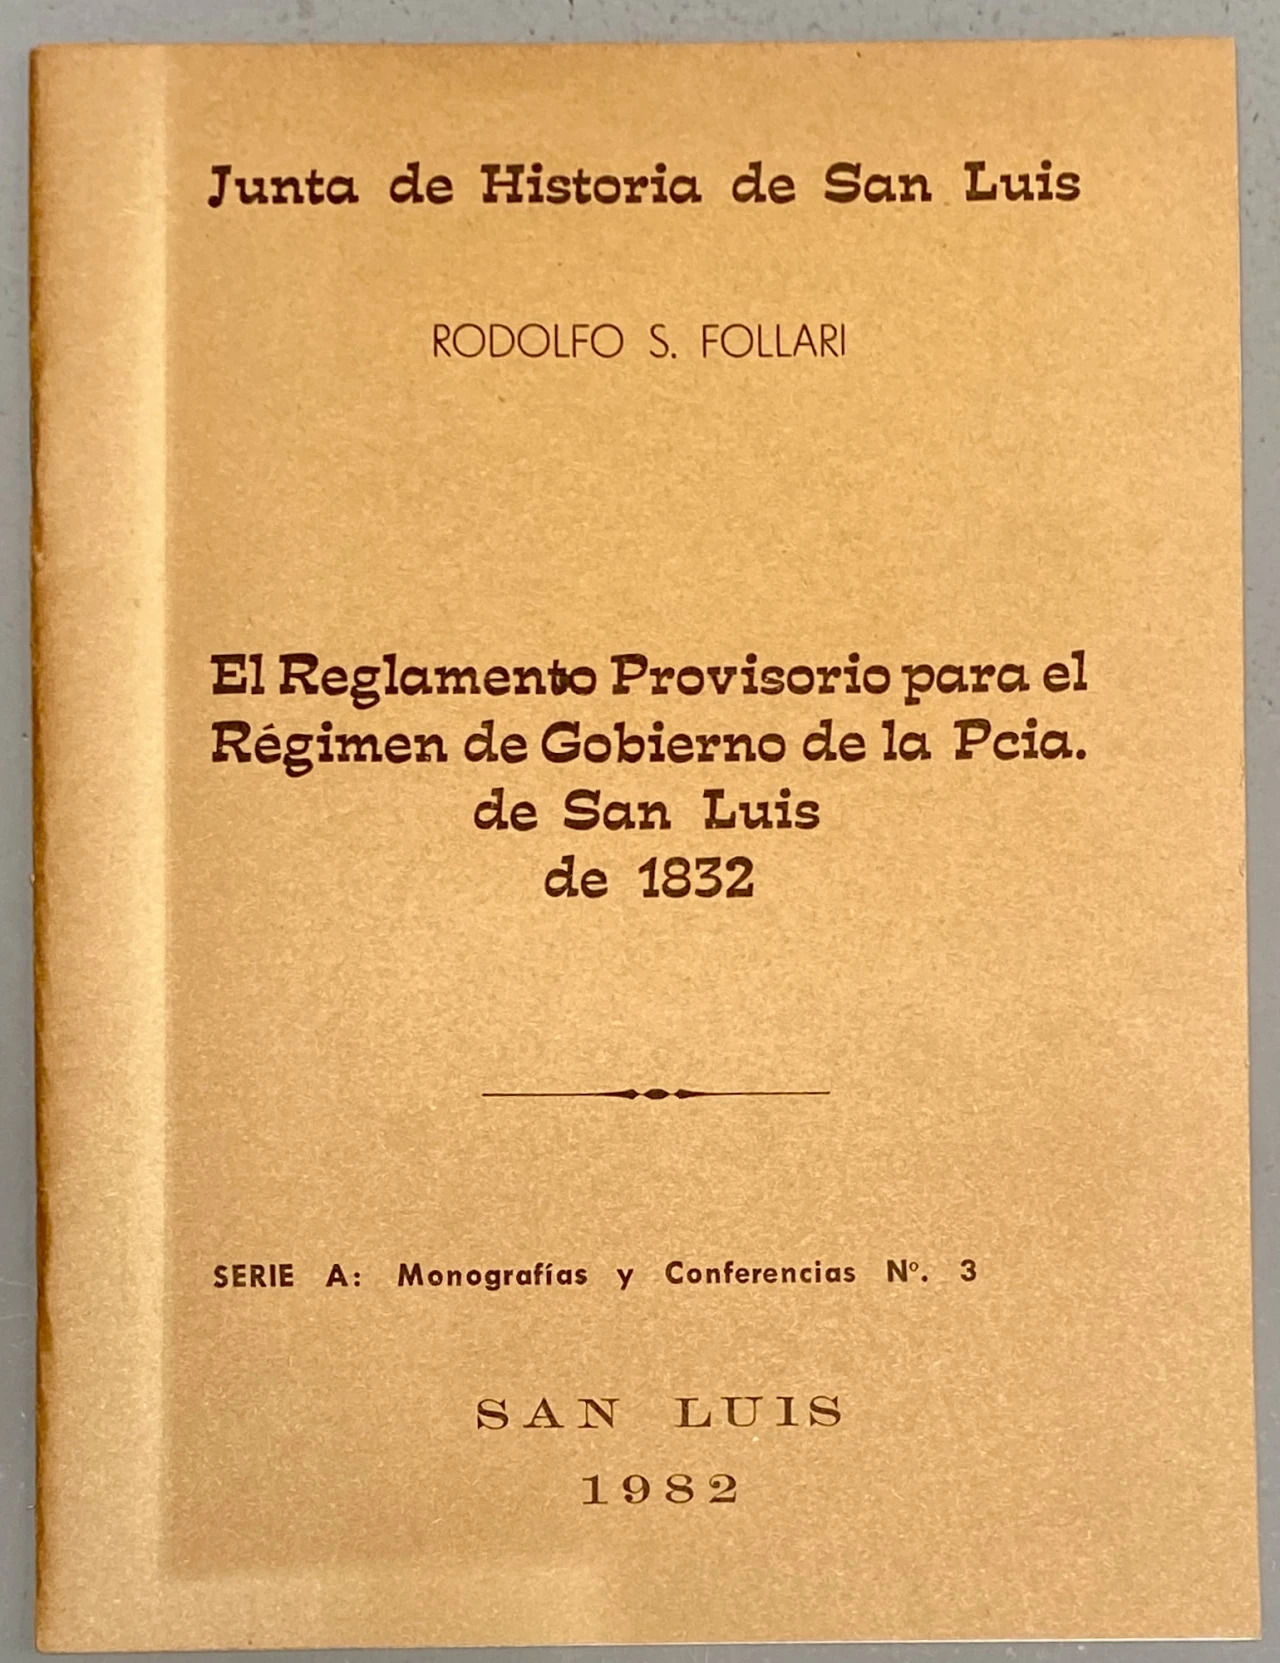 Junta de Historia de San Luis
RODOLFO S. FOLLARI
El Reglamento Provisorio para el
Régimen de Gobierno de la Pcia.
de San Luis
de 1832
SERIE A: Monografías y Conferencias Nº. 3
SAN LUIS
1982